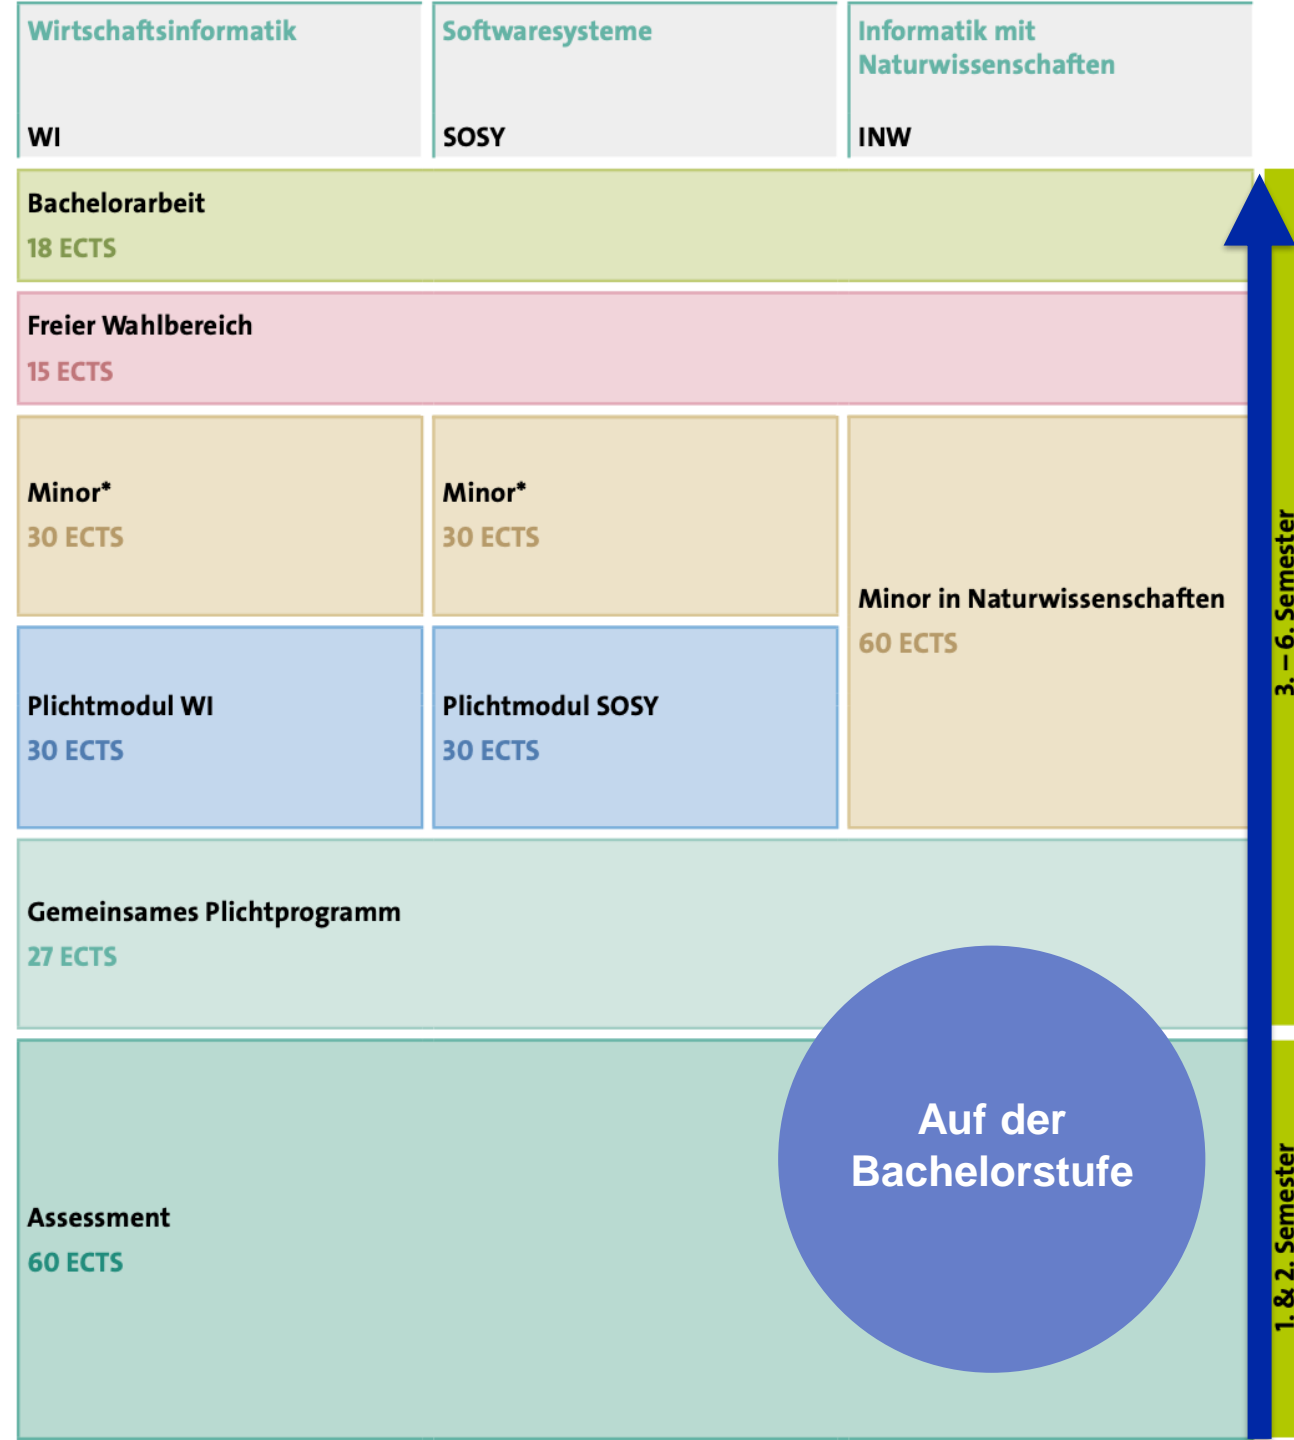 Wirtschaftsinformatik
WI
Softwaresysteme
SOSY
Informatik mit
Naturwissenschaften
INW
Bachelorarbeit
18 ECTS
Freier Wahlbereich
15 ECTS
Minor*
30 ECTS
Minor*
30 ECTS
Minor in Naturwissenschaften
60 ECTS
Plichtmodul WI
30 ECTS
Plichtmodul SOSY
30 ECTS
Gemeinsames Plichtprogramm
27 ECTS
Assessment
60 ECTS
Auf der
Bachelorstufe
3. – 6. Semester
1. & 2. Semester